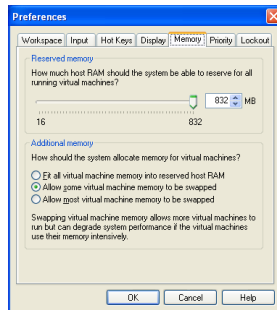 Preferences
Workspace Input Hot Keys Display Memory Priority Lockout
Reserved memory
How much host RAM should the system be able to reserve for all
running virtual machines?
832 MB
16 832
Additional memory
How should the system allocate memory for virtual machines?
Fit all virtual machine memory into reserved host RAM
Allow some virtual machine memory to be swapped
Allow most virtual machine memory to be swapped
Swapping virtual machine memory allows more virtual machines to
run but can degrade system performance if the virtual machines
use their memory intensively.
OK Cancel Help